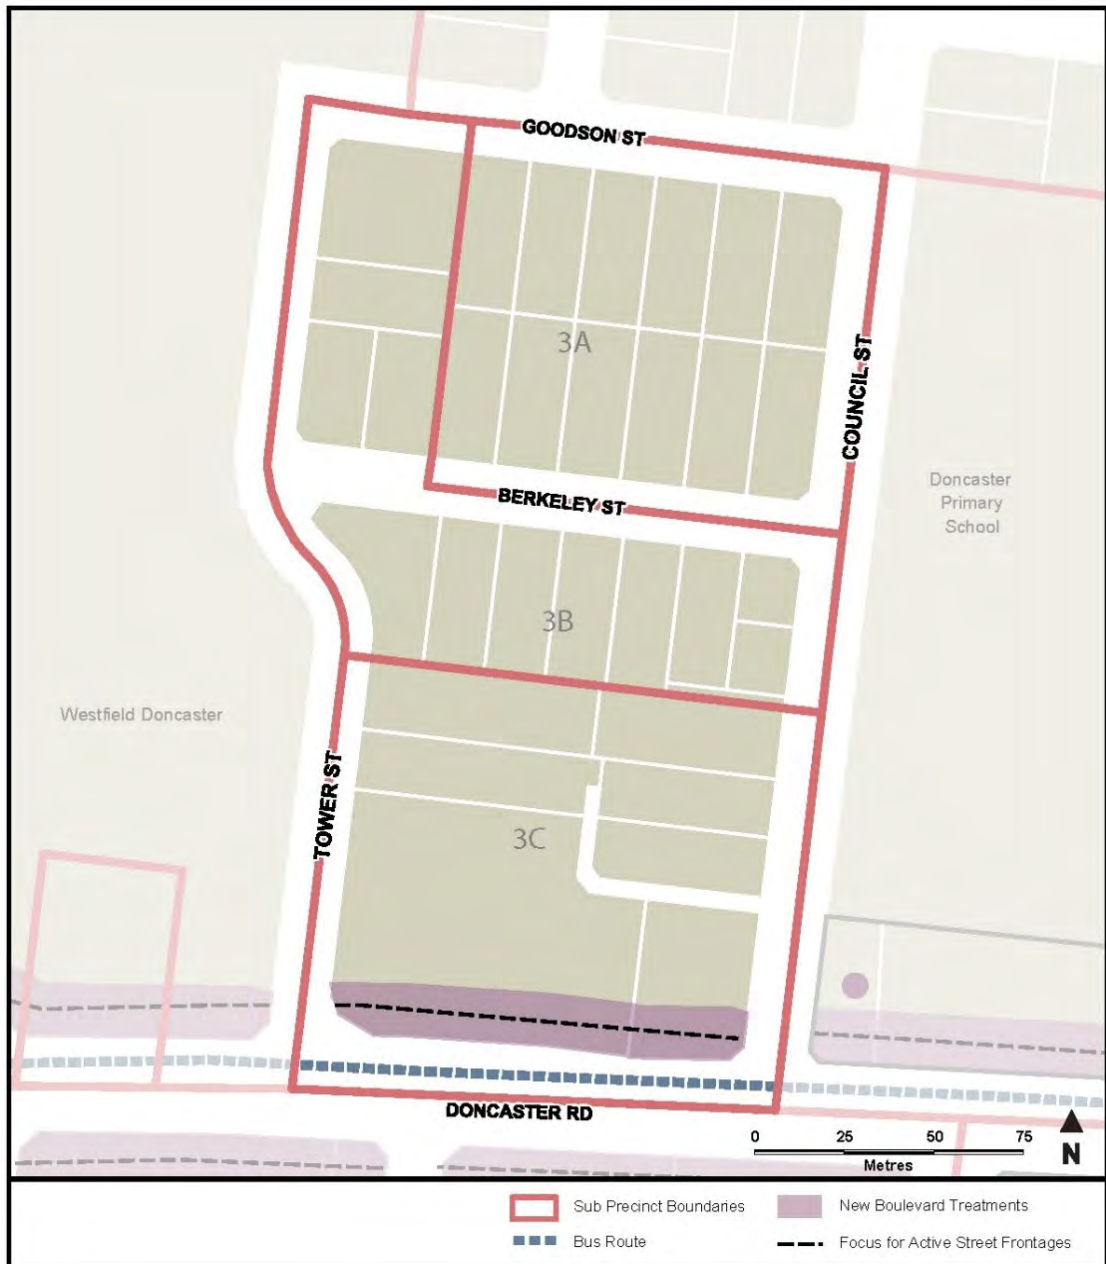 GOODSON ST
3A
COUNCIL ST
BERKELEY ST
Doncaster
Primary
School
3B
Westfield Doncaster
TOWER ST
3C
DONCASTER RD
0 25 50 75
Metres
N
Sub Precinct Boundaries
New Boulevard Treatments
Bus Route
Focus for Active Street Frontages